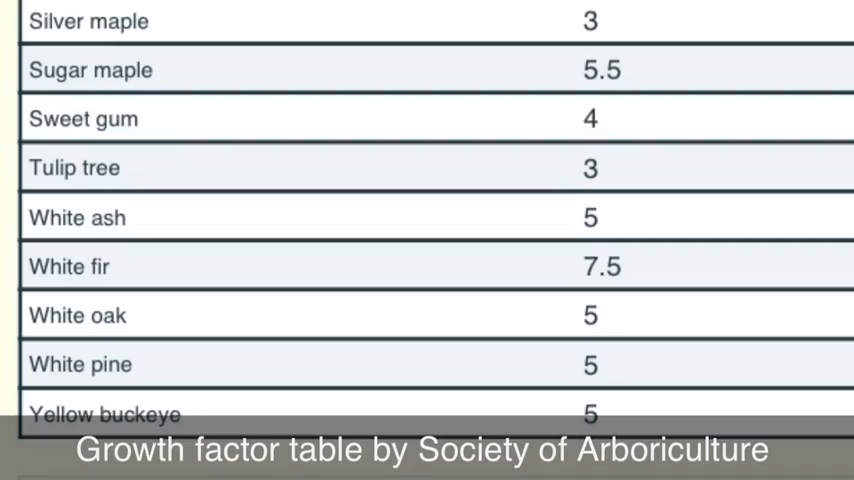 Silver maple 3
Sugar maple 5.5
Sweet gum 4
Tulip tree 3
White ash 5
White fir 7.5
White oak 5
White pine 5
Yellow buckeye 5
Growth factor table by Society of Arboriculture